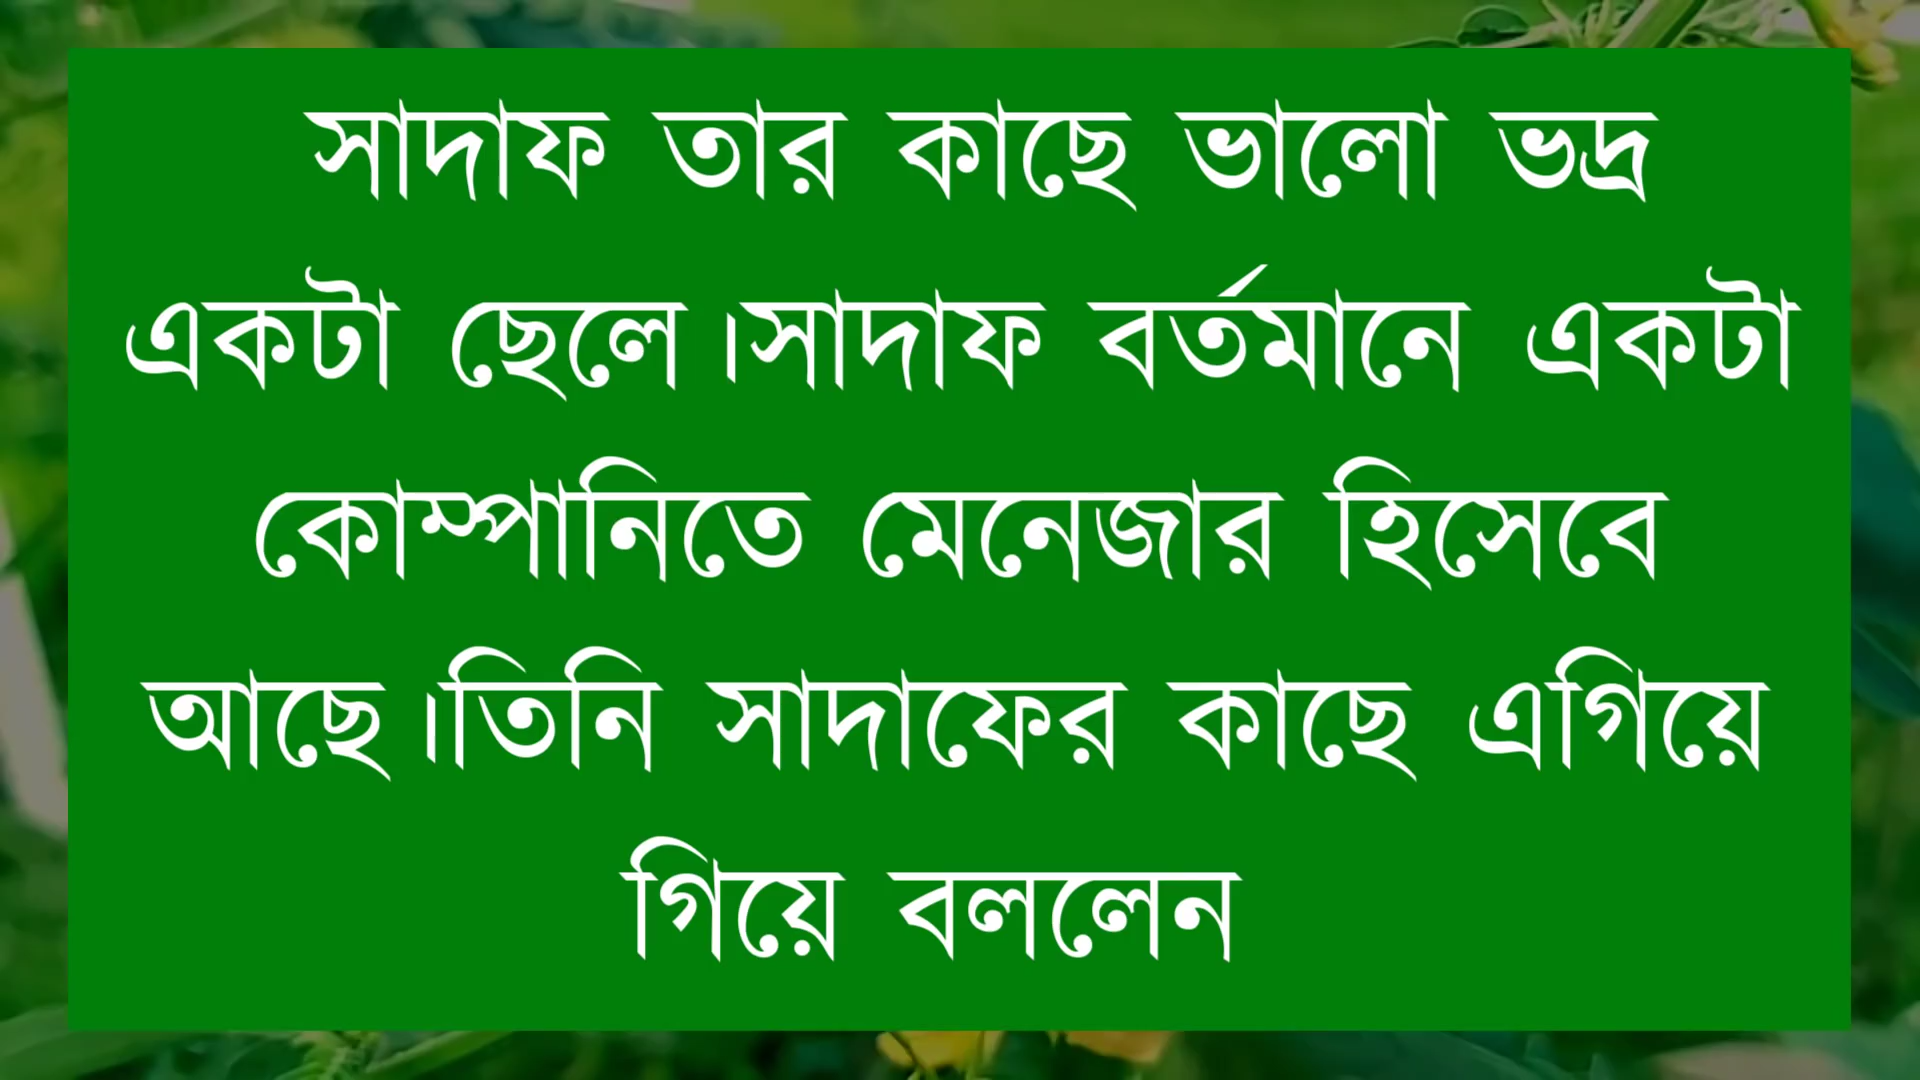 সাদাফ তার কাছে ভালো ভদ্র
একটা ছেলে।সাদাফ বর্তমানে একটা
কোম্পানিতে মেনেজার হিসেবে
আছে।তিনি সাদাফের কাছে এগিয়ে
গিয়ে বললেন